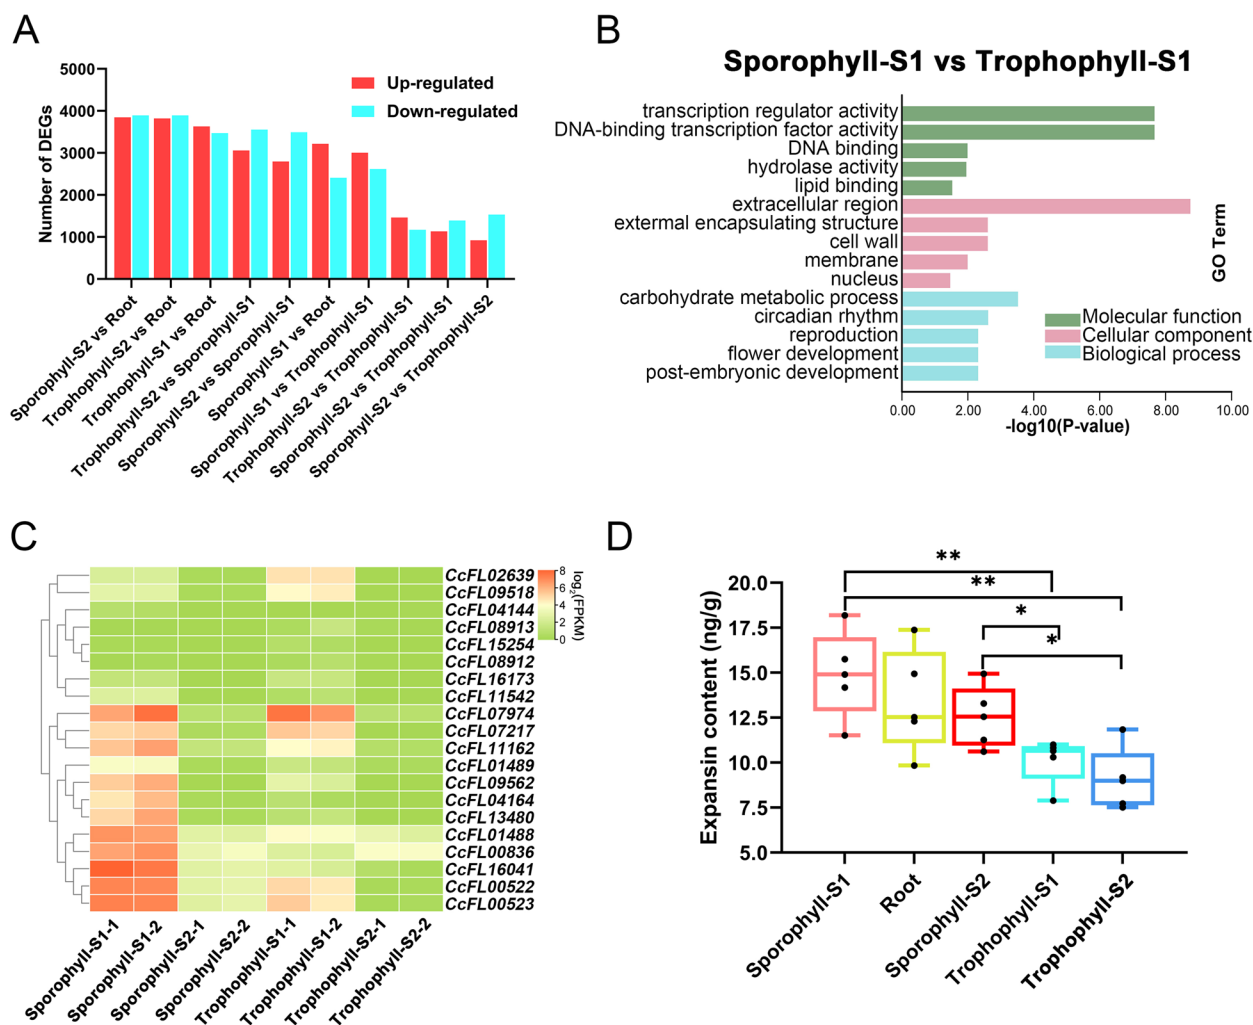 A
5000
4000
3000
2000
1000
0
Number of DEGs
Up-regulated
Down-regulated
Sporophyll-S2 vs Root
Trophophyll-S2 vs Root
Trophophyll-S1 vs Root
Trophophyll-S2 vs Sporophyll-S1
Sporophyll-S2 vs Sporophyll-S1
Sporophyll-S1 vs Root
Sporophyll-S1 vs Trophophyll-S1
Trophophyll-S2 vs Trophophyll-S1
Sporophyll-S2 vs Trophophyll-S1
Sporophyll-S2 vs Trophophyll-S2
B
Sporophyll-S1 vs Trophophyll-S1
transcription regulator activity
DNA-binding transcription factor activity
DNA binding
hydrolase activity
lipid binding
extracellular region
extermal encapsulating structure
cell wall
membrane
nucleus
carbohydrate metabolic process
circadian rhythm
reproduction
flower development
post-embryonic development
GO Term
Molecular function
Cellular component
Biological process
0.00 2.00 4.00 6.00 8.00 10.00
-log10(P-value)
C
CcFL02639
CcFL09518
CcFL04144
CcFL08913
CcFL15254
CcFL08912
CcFL16173
CcFL11542
CcFL07974
CcFL07217
CcFL11162
CcFL01489
CcFL09562
CcFL04164
CcFL13480
CcFL01488
CcFL00836
CcFL16041
CcFL00522
CcFL00523
8
6
4
2
0
log2(FPKM)
Sporophyll-S1-1
Sporophyll-S1-2
Sporophyll-S2-1
Sporophyll-S2-2
Trophophyll-S1-1
Trophophyll-S1-2
Trophophyll-S2-1
Trophophyll-S2-2
D
**
**
*
*
20.0
17.5
15.0
12.5
10.0
7.5
5.0
Expansin content (ng/g)
Sporophyll-S1
Root
Sporophyll-S2
Trophophyll-S1
Trophophyll-S2